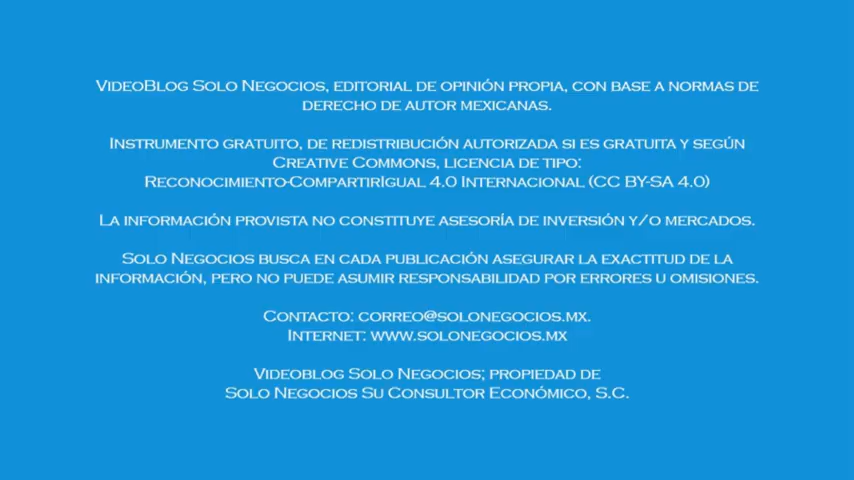 VideoBlog Solo Negocios, editorial de opinión propia, con base a normas de
derecho de autor mexicanas.
Instrumento gratuito, de redistribución autorizada si es gratuita y según
Creative Commons, licencia de tipo:
Reconocimiento-CompartirIgual 4.0 Internacional (CC BY-SA 4.0)
La información provista no constituye asesoría de inversión y/o mercados.
Solo Negocios busca en cada publicación asegurar la exactitud de la
información, pero no puede asumir responsabilidad por errores u omisiones.
Contacto: correo@solonegocios.mx.
Internet: www.solonegocios.mx
Videoblog Solo Negocios; propiedad de
Solo Negocios Su Consultor Económico, S.C.